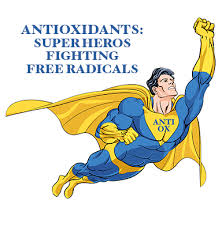 ANTIOXIDANTS:
SUPER HEROS
FIGHTING
FREE RADICALS
ANTI
OX